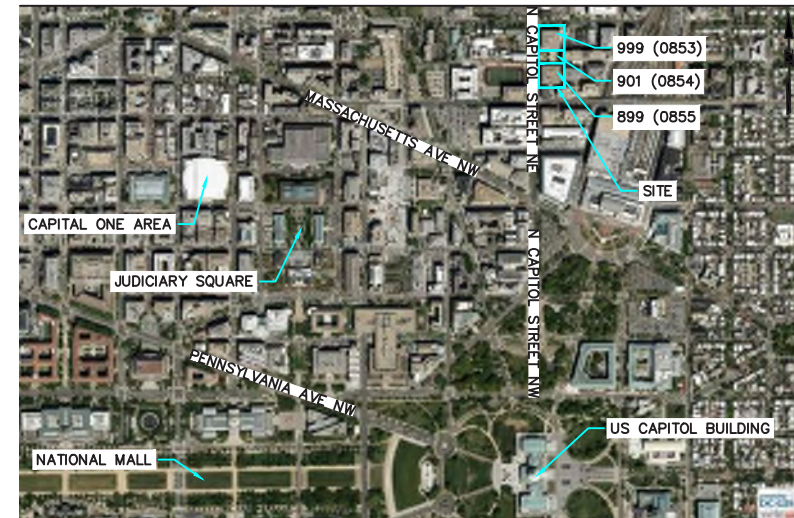 N CAPITOL STREET NE
999 (0853)
901 (0854)
899 (0855
MASSACHUSETTS AVE NW
SITE
CAPITAL ONE AREA
JUDICIARY SQUARE
N CAPITOL STREET NW
PENNSYLVANIA AVE NW
US CAPITOL BUILDING
NATIONAL MALL